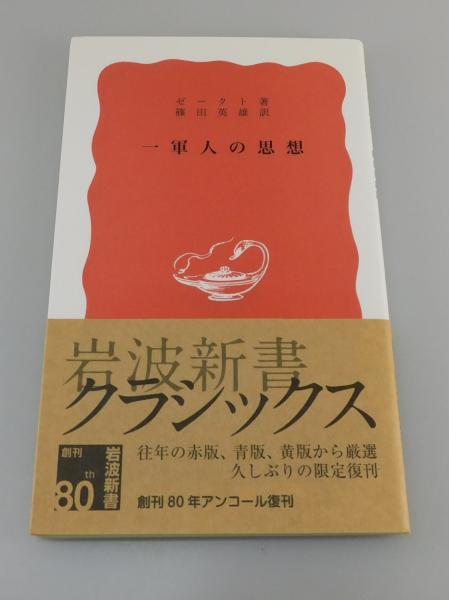 ゼークト著
篠田英雄訳
一軍人の思想
岩波新書
クラシックス
往年の赤版、青版、黄版から厳選
久しぶりの限定復刊
創刊80年アンコール復刊
創刊
80th
岩波新書